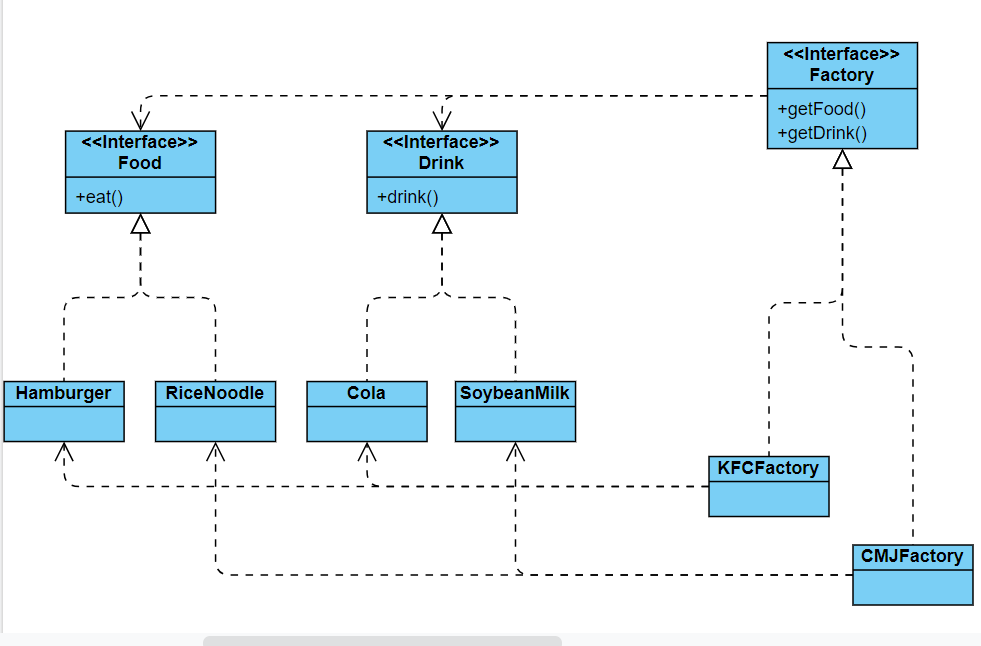 <<Interface>>
Factory
+getFood()
+getDrink()
<<Interface>>
Food
+eat()
<<Interface>>
Drink
+drink()
Hamburger
RiceNoodle
Cola
SoybeanMilk
KFCFactory
CMJFactory